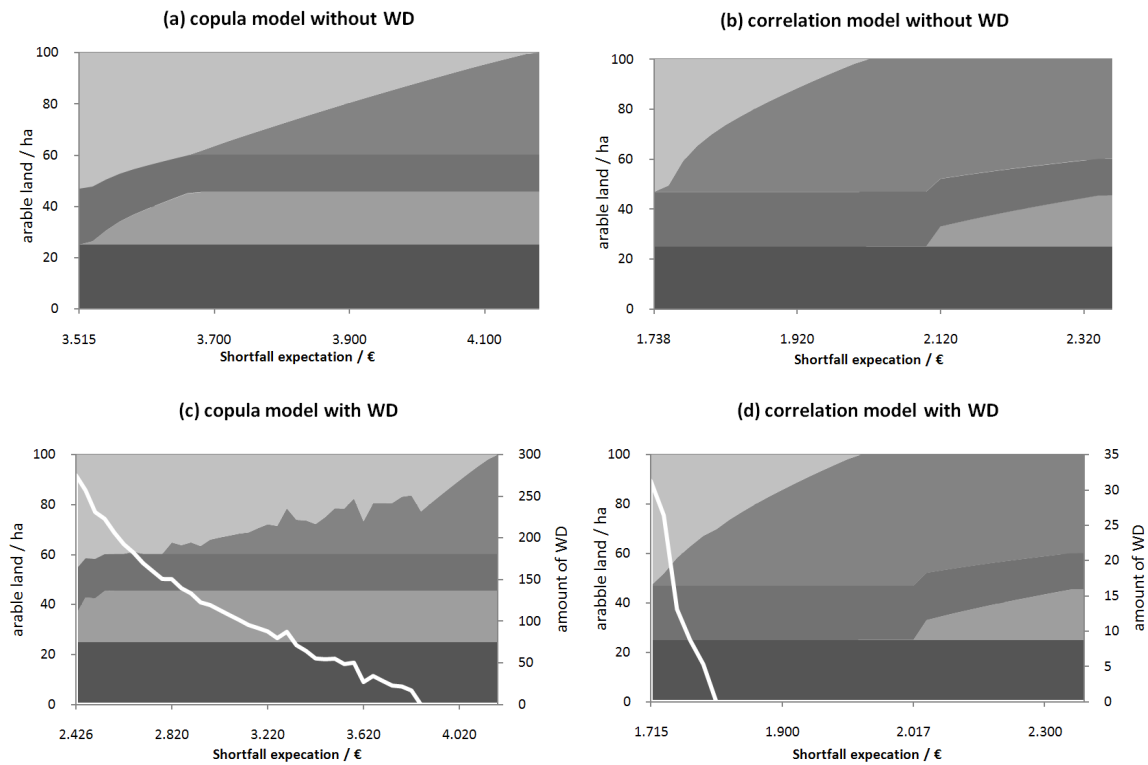 (a) copula model without WD
100
80
60
40
20
0
arable land / ha
3.515 3.700 3.900 4.100
Shortfall expectation / €
(b) correlation model without WD
100
80
60
40
20
0
arable land / ha
1.738 1.920 2.120 2.320
Shortfall expecation / €
(c) copula model with WD
100
80
60
40
20
0
arable land / ha
300
250
200
150
100
50
0
amount of WD
2.426 2.820 3.220 3.620 4.020
Shortfall expecation / €
(d) correlation model with WD
100
80
60
40
20
0
arabble land / ha
35
30
25
20
15
10
5
0
amount of WD
1.715 1.900 2.017 2.300
Shortfall expecation / €